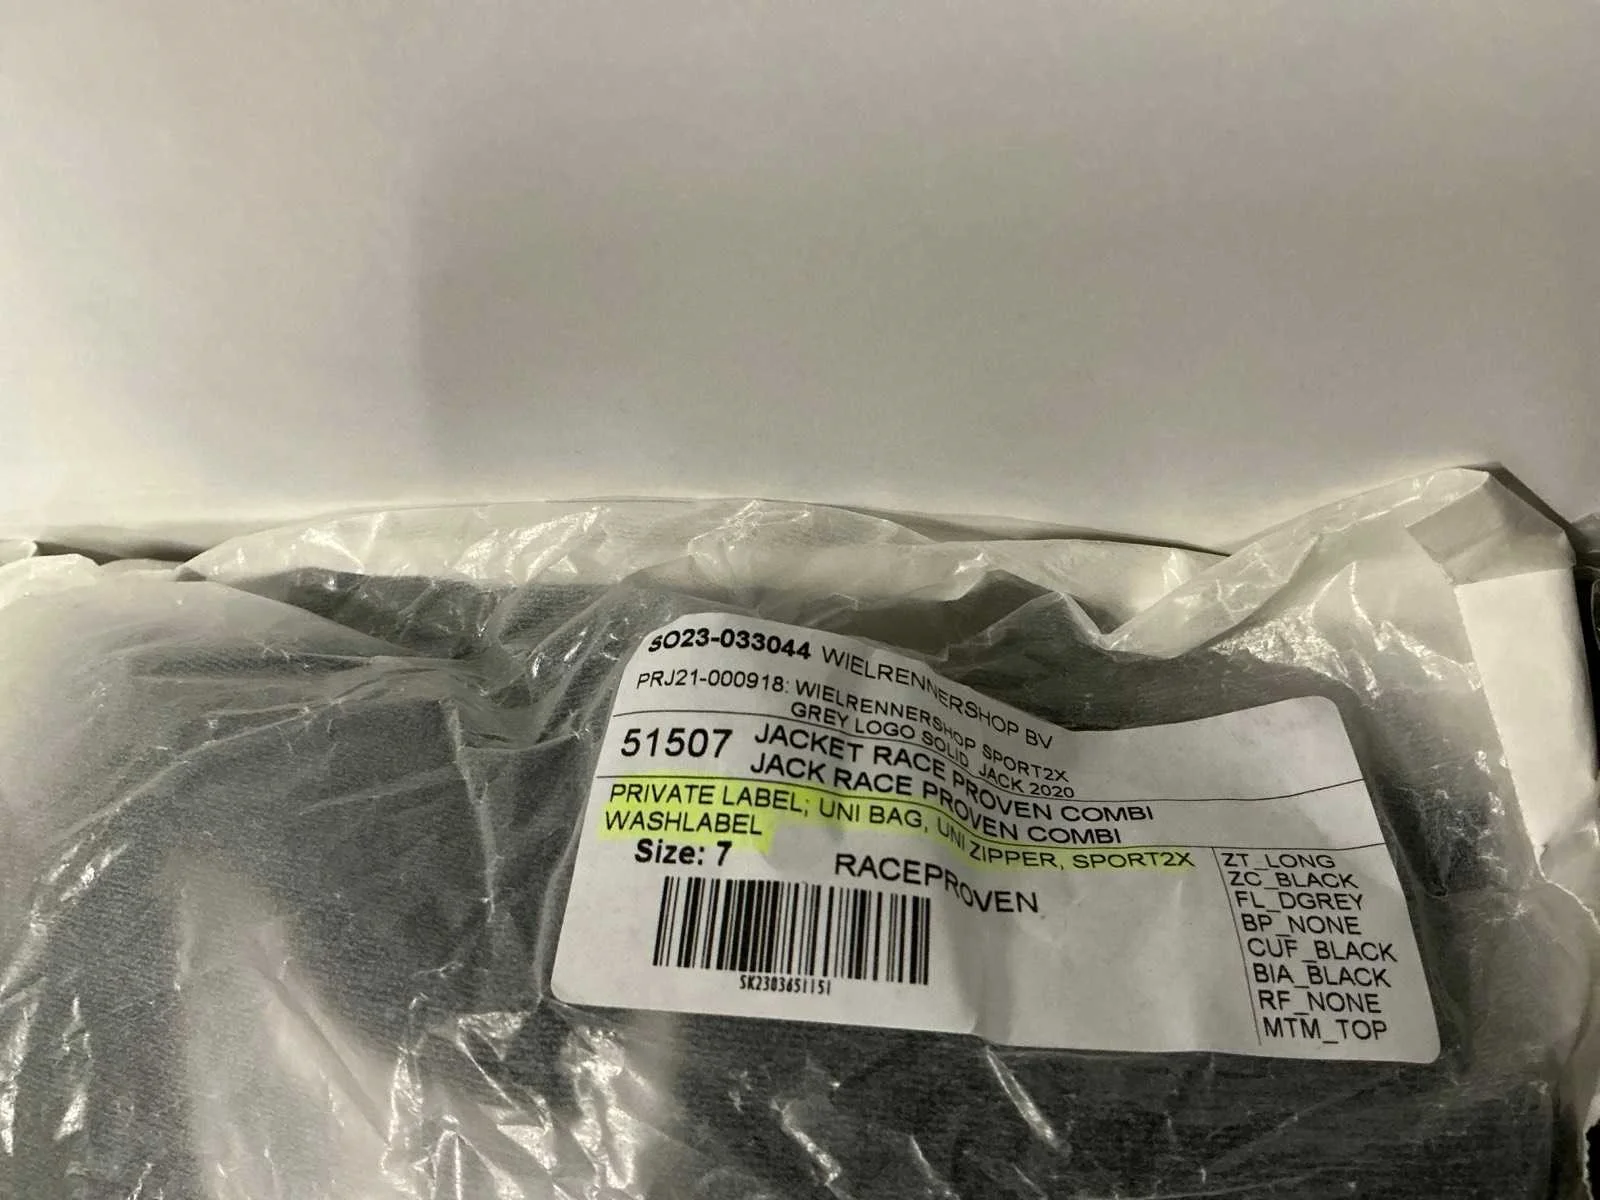 SO23-033044 WIELRENNERSHOP BV
PRJ21-000918: WIELRENNERSHOP SPORT2X
GREY LOGO SOLID JACK 2020
51507 JACKET RACE PROVEN COMBI
JACK RACE PROVEN COMBI
PRIVATE LABEL; UNI BAG, UNI ZIPPER, SPORT2X
WASHLABEL
Size: 7 RACEPROVEN
SK2303651151
ZT_LONG
ZC_BLACK
FL_DGREY
BP_NONE
CUF_BLACK
BIA_BLACK
RF_NONE
MTM_TOP